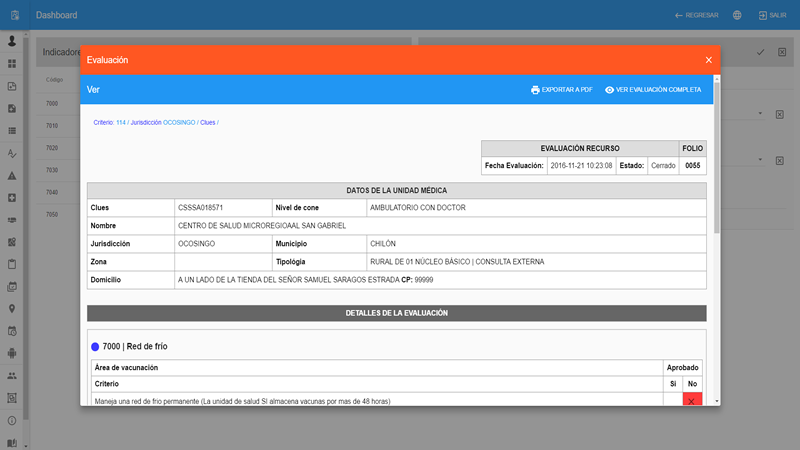 Dashboard
REGRESAR
SALIR
Indicadore
Código
7000
7010
7020
7030
7040
7050
Evaluación
Ver
EXPORTAR A PDF
VER EVALUACIÓN COMPLETA
Criterio: 114 / Jurisdicción OCOSINGO / Clues /
EVALUACIÓN RECURSO FOLIO
Fecha Evaluación: 2016-11-21 10:23:08 Estado: Cerrado 0055
DATOS DE LA UNIDAD MÉDICA
Clues CSSSA018571 Nivel de cone AMBULATORIO CON DOCTOR
Nombre CENTRO DE SALUD MICROREGIOAAL SAN GABRIEL
Jurisdicción OCOSINGO Municipio CHILÓN
Zona Tipológía RURAL DE 01 NÚCLEO BÁSICO | CONSULTA EXTERNA
Domicilio A UN LADO DE LA TIENDA DEL SEÑOR SAMUEL SARAGOS ESTRADA CP: 99999
DETALLES DE LA EVALUACIÓN
7000 | Red de frio
Área de vacunación Aprobado
Criterio Si No
Maneja una red de frio permanente (La unidad de salud SI almacena vacunas por mas de 48 horas) X